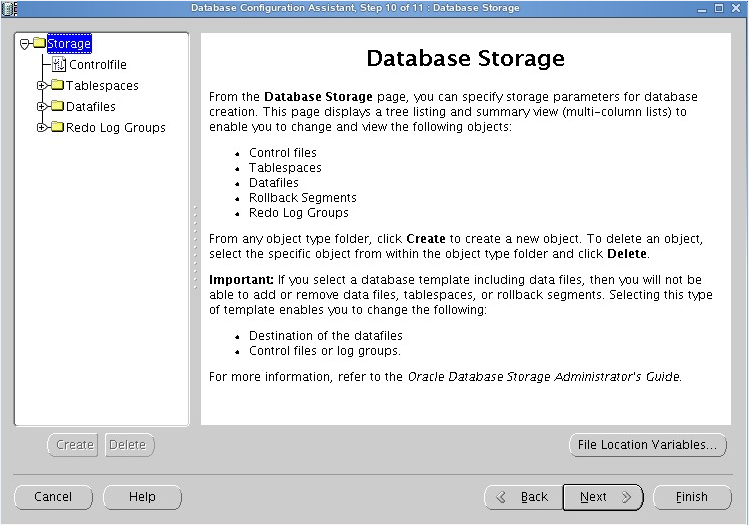 Database Configuration Assistant, Step 10 of 11 : Database Storage
Storage
Controlfile
Tablespaces
Datafiles
Redo Log Groups
Database Storage
From the Database Storage page, you can specify storage parameters for database
creation. This page displays a tree listing and summary view (multi-column lists) to
enable you to change and view the following objects:
• Control files
• Tablespaces
• Datafiles
• Rollback Segments
• Redo Log Groups
From any object type folder, click Create to create a new object. To delete an object,
select the specific object from within the object type folder and click Delete.
Important: If you select a database template including data files, then you will not be
able to add or remove data files, tablespaces, or rollback segments. Selecting this type
of template enables you to change the following:
• Destination of the datafiles
• Control files or log groups.
For more information, refer to the Oracle Database Storage Administrator's Guide.
Create
Delete
File Location Variables...
Cancel
Help
Back
Next
Finish